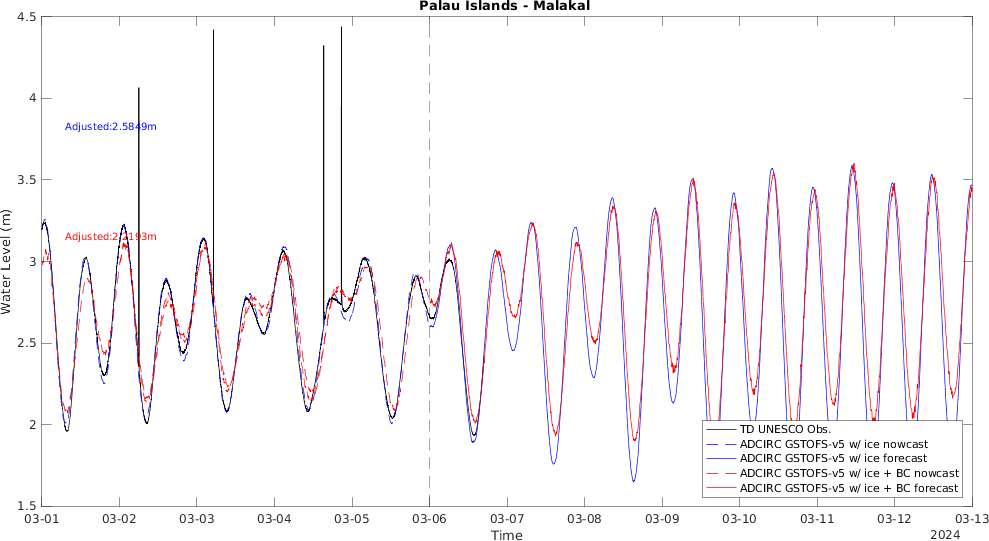 Palau Islands - Malakal
Water Level (m)
4.5
4
3.5
3
2.5
2
1.5
Adjusted:2.5849m
TD UNESCO Obs.
ADCIRC GSTOFS-v5 w/ ice nowcast
ADCIRC GSTOFS-v5 w/ ice forecast
ADCIRC GSTOFS-v5 w/ ice + BC nowcast
ADCIRC GSTOFS-v5 w/ ice + BC forecast
03-01 03-02 03-03 03-04 03-05 03-06 03-07 03-08 03-09 03-10 03-11 03-12 03-13
Time
2024